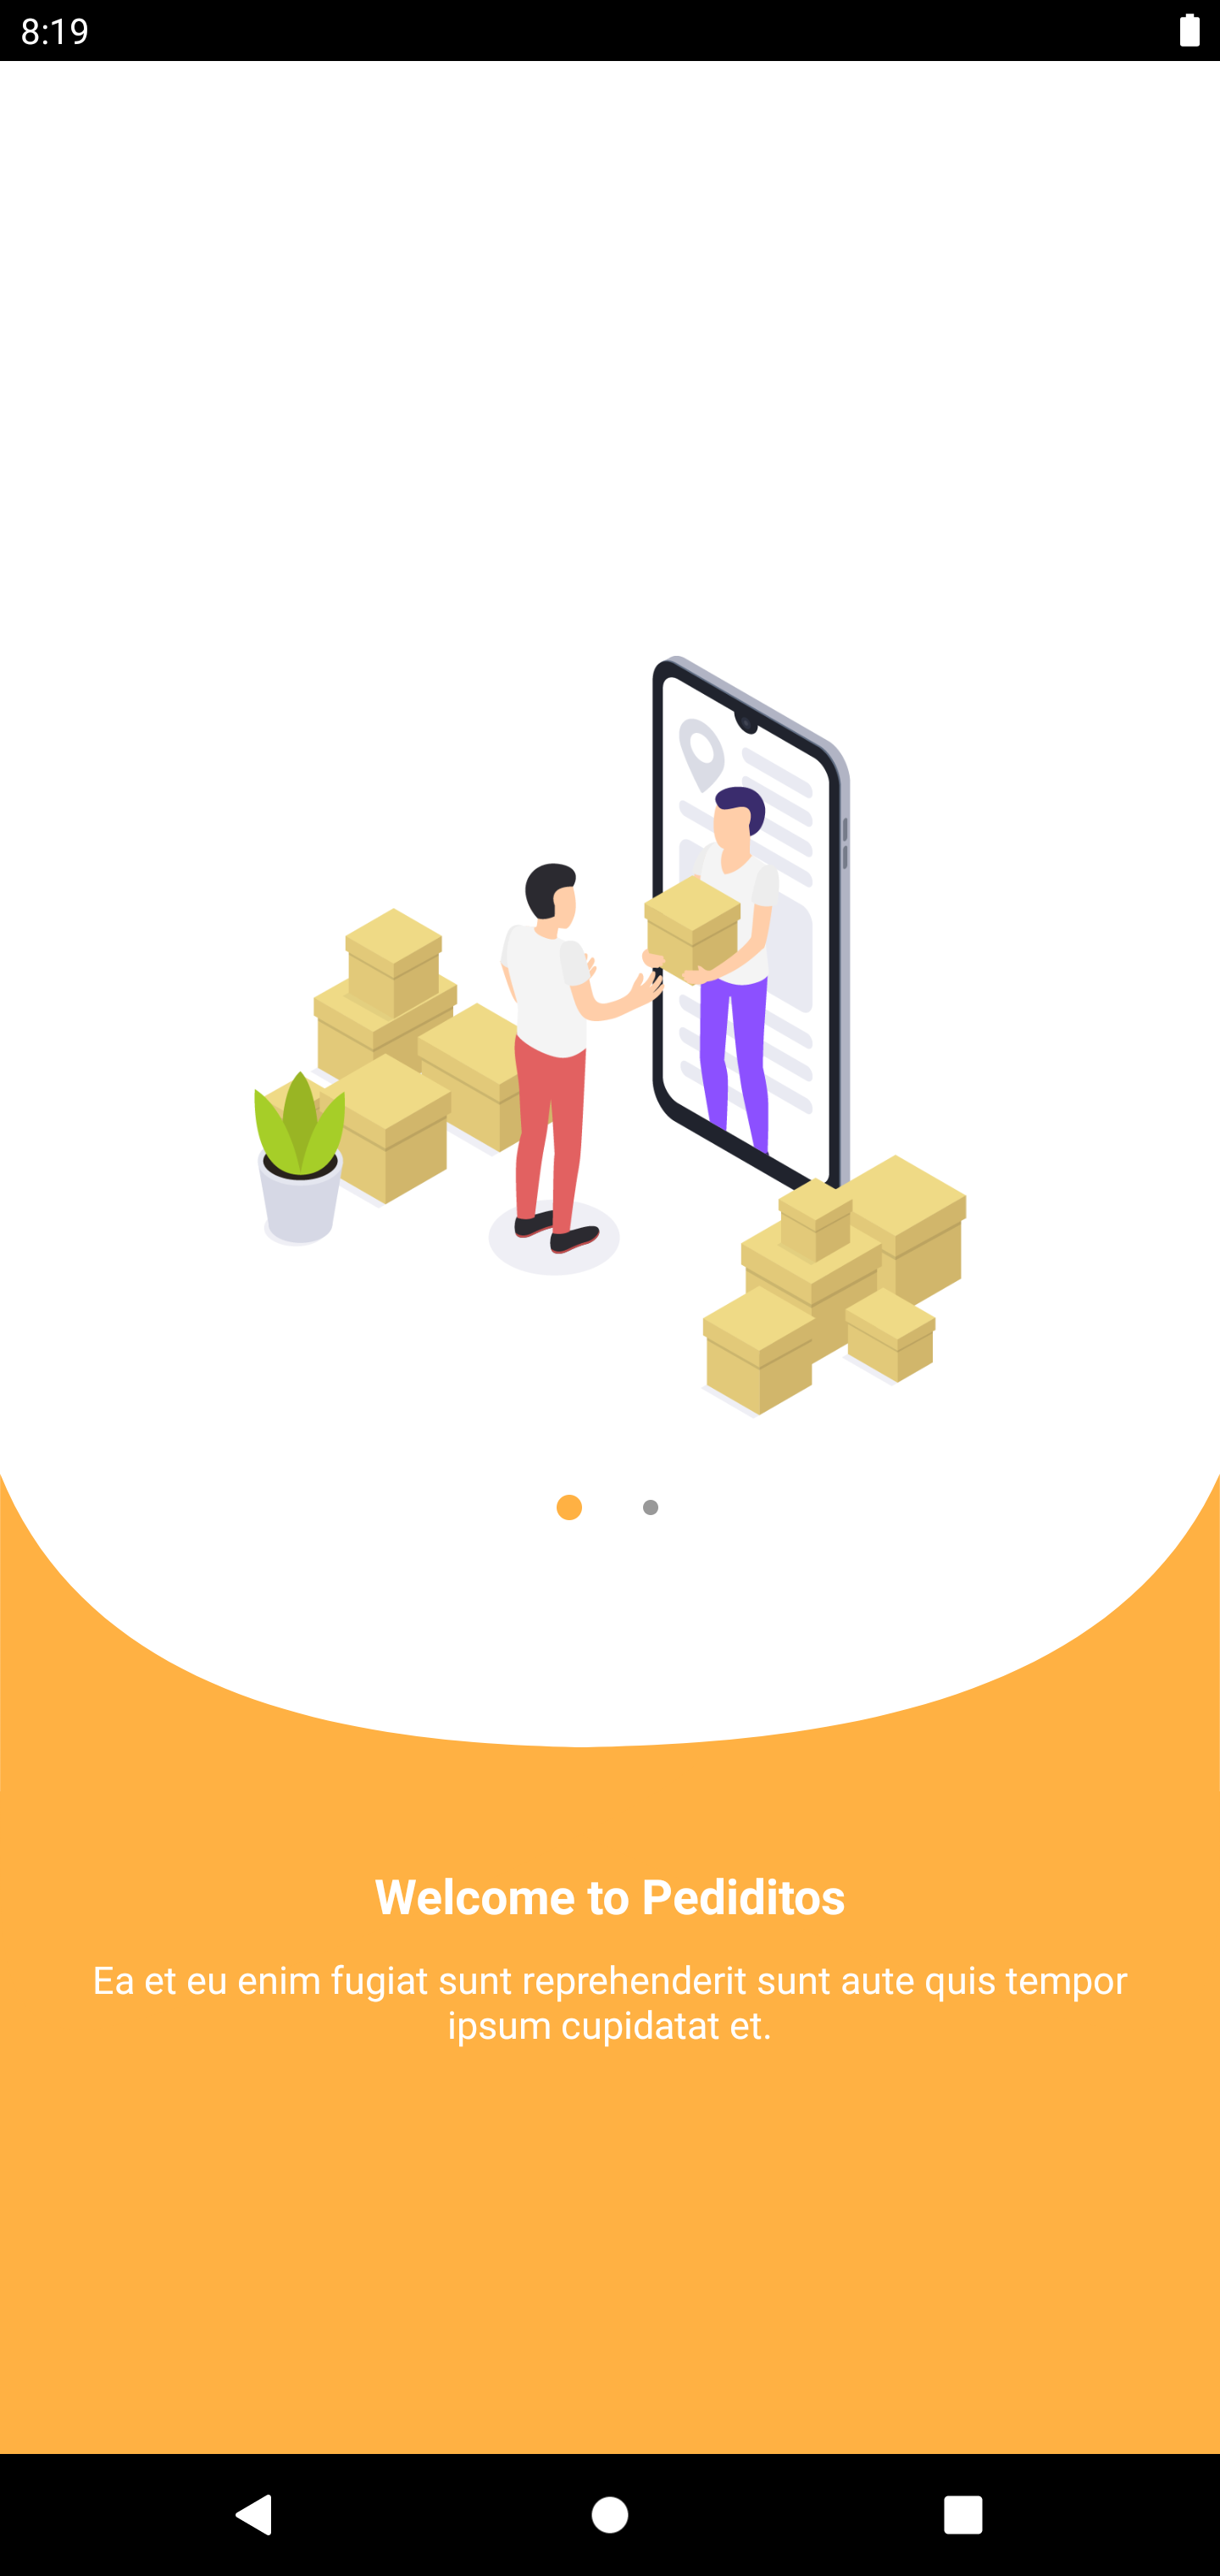 8:19
Welcome to Pediditos
Ea et eu enim fugiat sunt reprehenderit sunt aute quis tempor
ipsum cupidatat et.